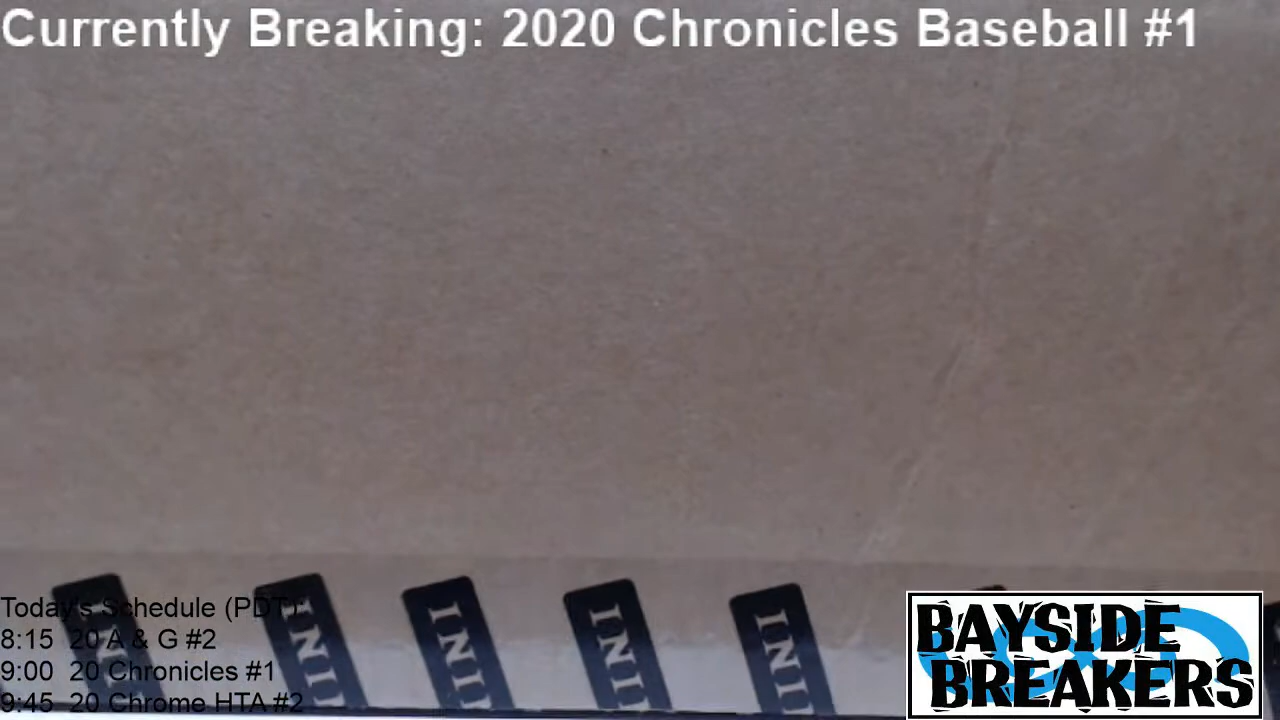 Currently Breaking: 2020 Chronicles Baseball #1
Today's Schedule (PDT)
8:15 20 A & G #2
9:00 20 Chronicles #1
9:45 20 Chrome HTA #2
BAYSIDE
BREAKERS